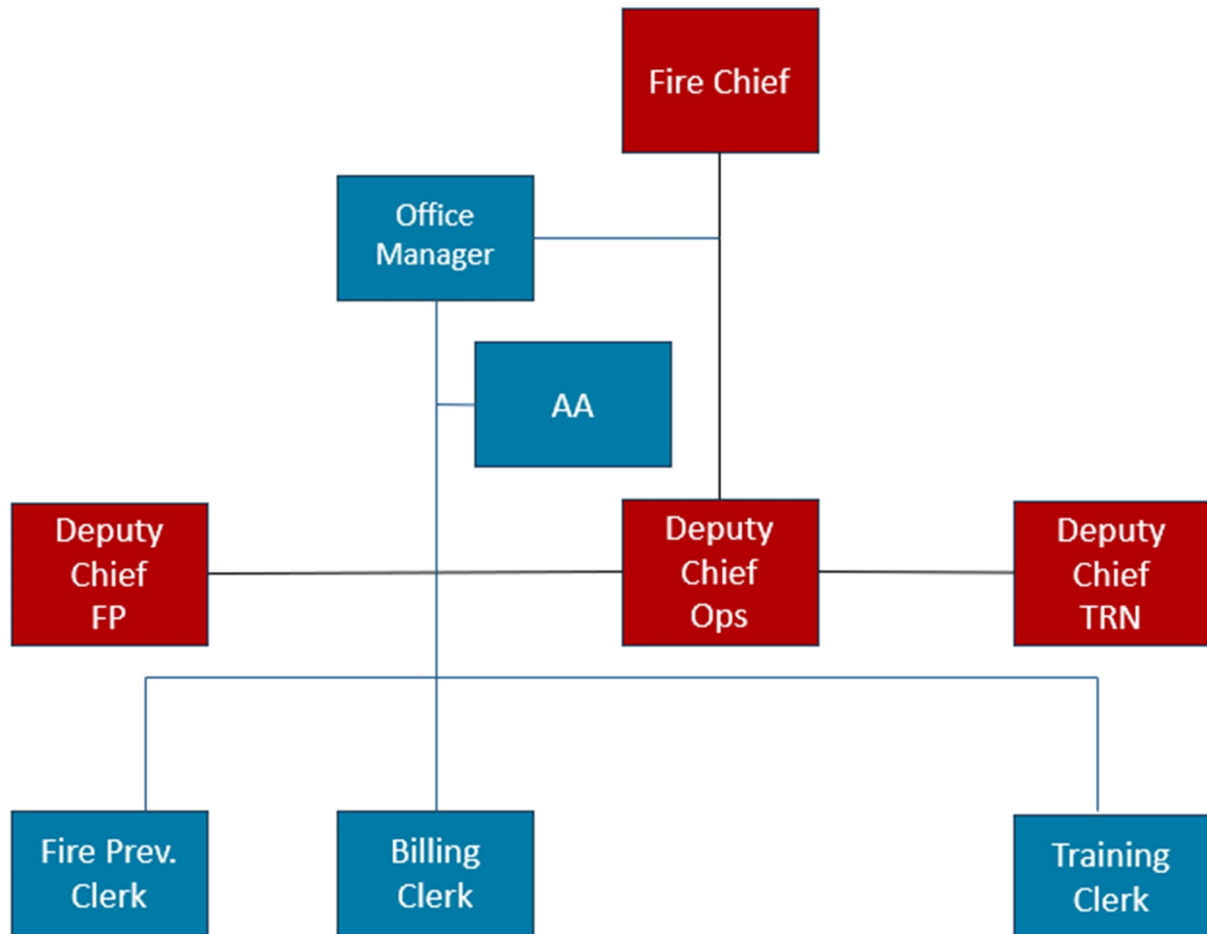 Fire Chief
Office
Manager
AA
Deputy
Chief
FP
Deputy
Chief
Ops
Deputy
Chief
TRN
Fire Prev.
Clerk
Billing
Clerk
Training
Clerk